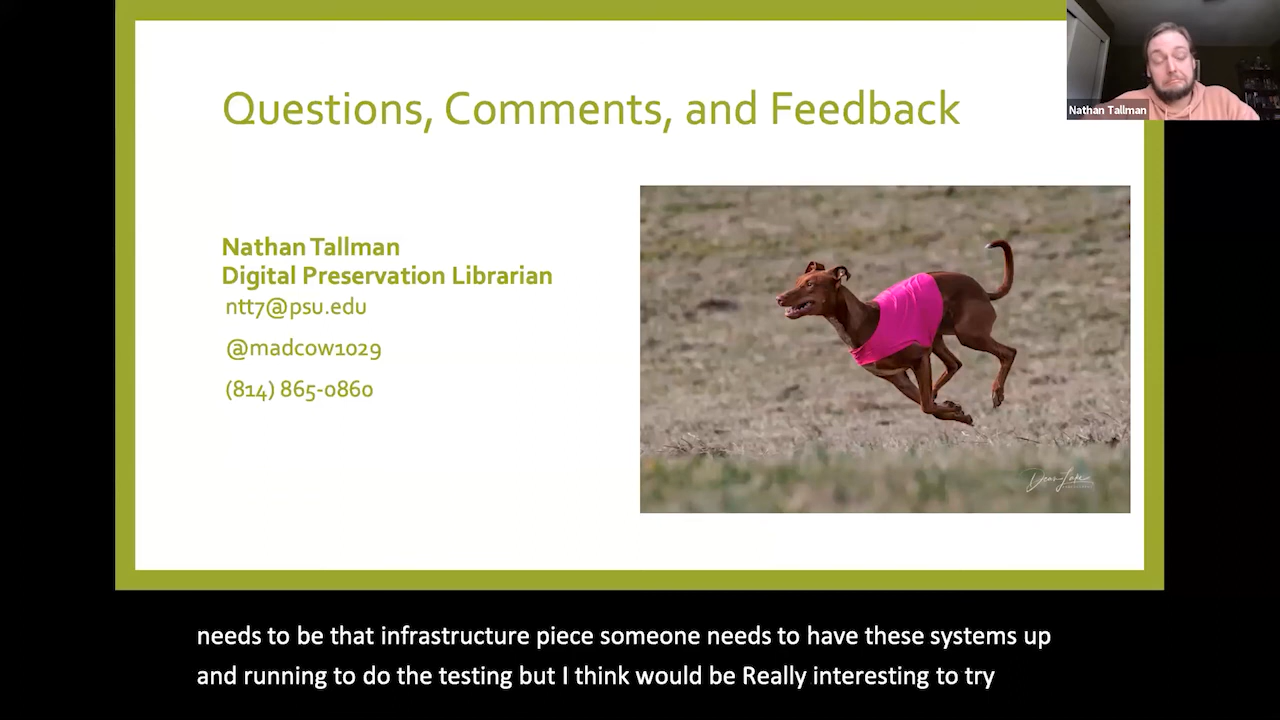 Questions, Comments, and Feedback
Nathan Tallman
Nathan Tallman
Digital Preservation Librarian
ntt7@psu.edu
@madcow1029
(814) 865-0860
needs to be that infrastructure piece someone needs to have these systems up
and running to do the testing but I think would be Really interesting to try